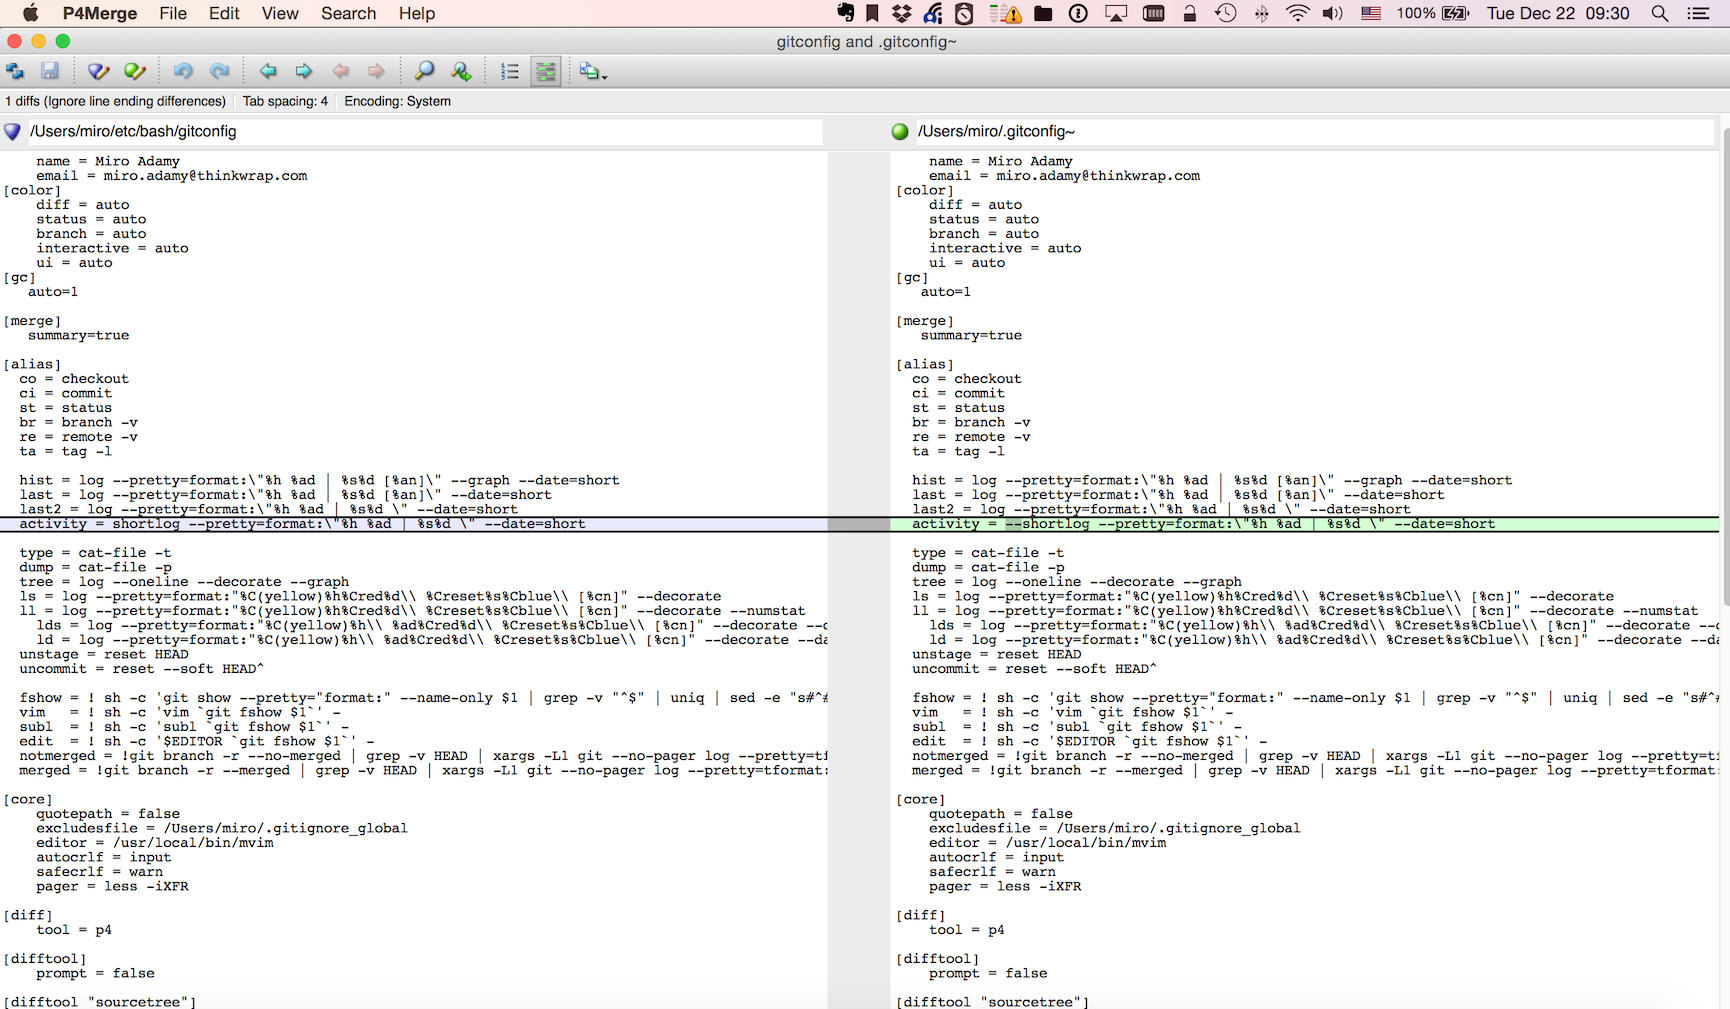 P4Merge File Edit View Search Help 100% Tue Dec 22 09:30
gitconfig and .gitconfig~
1 diffs (Ignore line ending differences) Tab spacing: 4 Encoding: System
/Users/miro/etc/bash/gitconfig
name = Miro Adamy
email = miro.adamy@thinkwrap.com
[color]
diff = auto
status = auto
branch = auto
interactive = auto
ui = auto
[gc]
auto=1
[merge]
summary=true
[alias]
co = checkout
ci = commit
st = status
br = branch -v
re = remote -v
ta = tag -l
hist = log --pretty=format:\"%h %ad | %s%d [%an]\" --graph --date=short
last = log --pretty=format:\"%h %ad | %s%d [%an]\" --date=short
last2 = log --pretty=format:\"%h %ad | %s%d \" --date=short
activity = shortlog --pretty=format:\"%h %ad | %s%d \" --date=short
type = cat-file -t
dump = cat-file -p
tree = log --oneline --decorate --graph
ls = log --pretty=format:"%C(yellow)%h%Cred%d\\ %Creset%s%Cblue\\ [%cn]" --decorate
ll = log --pretty=format:"%C(yellow)%h%Cred%d\\ %Creset%s%Cblue\\ [%cn]" --decorate --numstat
lds = log --pretty=format:"%C(yellow)%h\\ %ad%Cred%d\\ %Creset%s%Cblue\\ [%cn]" --decorate --
ld = log --pretty=format:"%C(yellow)%h\\ %ad%Cred%d\\ %Creset%s%Cblue\\ [%cn]" --decorate --da
unstage = reset HEAD
uncommit = reset --soft HEAD^
fshow = ! sh -c 'git show --pretty="format:" --name-only $1 | grep -v "^$" | uniq | sed -e "s#^#
vim = ! sh -c 'vim `git fshow $1`' -
subl = ! sh -c 'subl `git fshow $1`' -
edit = ! sh -c '$EDITOR `git fshow $1`' -
notmerged = !git branch -r --no-merged | grep -v HEAD | xargs -L1 git --no-pager log --pretty=tf
merged = !git branch -r --merged | grep -v HEAD | xargs -L1 git --no-pager log --pretty=tformat:
[core]
quotepath = false
excludesfile = /Users/miro/.gitignore_global
editor = /usr/local/bin/mvim
autocrlf = input
safecrlf = warn
pager = less -iXFR
[diff]
tool = p4
[difftool]
prompt = false
[difftool "sourcetree"]
/Users/miro/.gitconfig~
name = Miro Adamy
email = miro.adamy@thinkwrap.com
[color]
diff = auto
status = auto
branch = auto
interactive = auto
ui = auto
[gc]
auto=1
[merge]
summary=true
[alias]
co = checkout
ci = commit
st = status
br = branch -v
re = remote -v
ta = tag -l
hist = log --pretty=format:\"%h %ad | %s%d [%an]\" --graph --date=short
last = log --pretty=format:\"%h %ad | %s%d [%an]\" --date=short
last2 = log --pretty=format:\"%h %ad | %s%d \" --date=short
activity = --shortlog --pretty=format:\"%h %ad | %s%d \" --date=short
type = cat-file -t
dump = cat-file -p
tree = log --oneline --decorate --graph
ls = log --pretty=format:"%C(yellow)%h%Cred%d\\ %Creset%s%Cblue\\ [%cn]" --decorate
ll = log --pretty=format:"%C(yellow)%h%Cred%d\\ %Creset%s%Cblue\\ [%cn]" --decorate --numstat
lds = log --pretty=format:"%C(yellow)%h\\ %ad%Cred%d\\ %Creset%s%Cblue\\ [%cn]" --decorate --
ld = log --pretty=format:"%C(yellow)%h\\ %ad%Cred%d\\ %Creset%s%Cblue\\ [%cn]" --decorate --da
unstage = reset HEAD
uncommit = reset --soft HEAD^
fshow = ! sh -c 'git show --pretty="format:" --name-only $1 | grep -v "^$" | uniq | sed -e "s#^
vim = ! sh -c 'vim `git fshow $1`' -
subl = ! sh -c 'subl `git fshow $1`' -
edit = ! sh -c '$EDITOR `git fshow $1`' -
notmerged = !git branch -r --no-merged | grep -v HEAD | xargs -L1 git --no-pager log --pretty=tf
merged = !git branch -r --merged | grep -v HEAD | xargs -L1 git --no-pager log --pretty=tformat:
[core]
quotepath = false
excludesfile = /Users/miro/.gitignore_global
editor = /usr/local/bin/mvim
autocrlf = input
safecrlf = warn
pager = less -iXFR
[diff]
tool = p4
[difftool]
prompt = false
[difftool "sourcetree"]